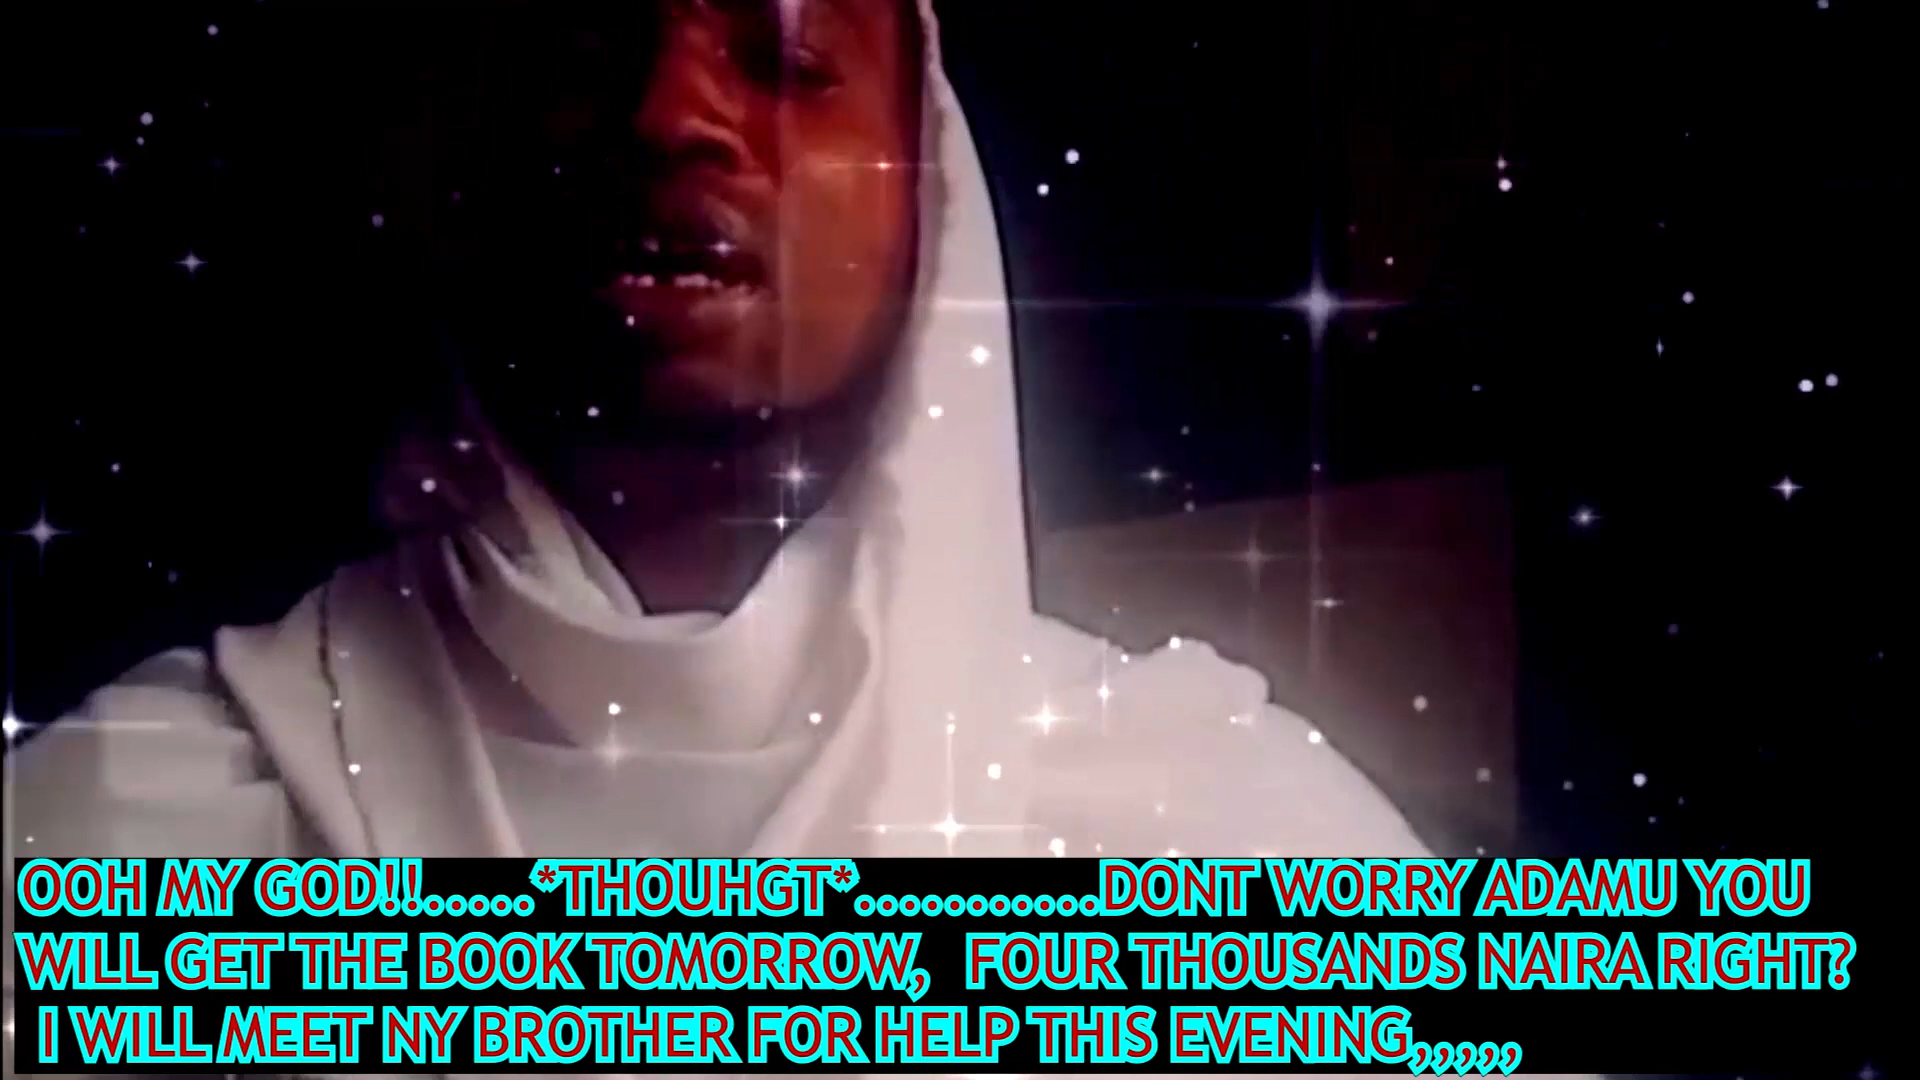 OOH MY GOD!!.....*THOUHGT*............DONT WORRY ADAMU YOU
WILL GET THE BOOK TOMORROW, FOUR THOUSANDS NAIRA RIGHT?
I WILL MEET NY BROTHER FOR HELP THIS EVENING,,,,,